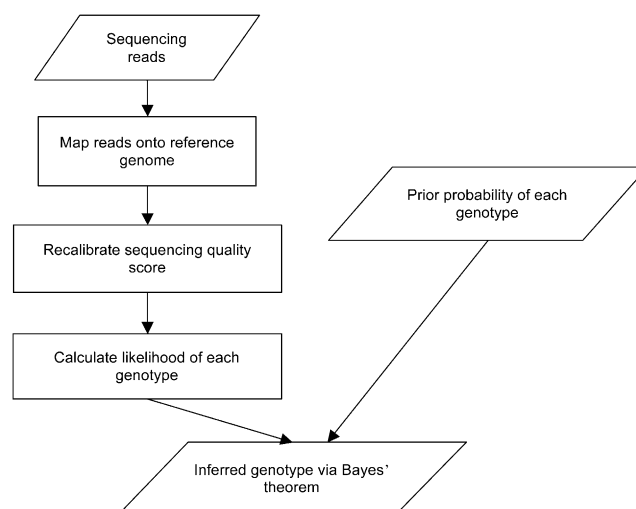 Sequencing
reads
Map reads onto reference
genome
Prior probability of each
genotype
Recalibrate sequencing quality
score
Calculate likelihood of each
genotype
Inferred genotype via Bayes’
theorem